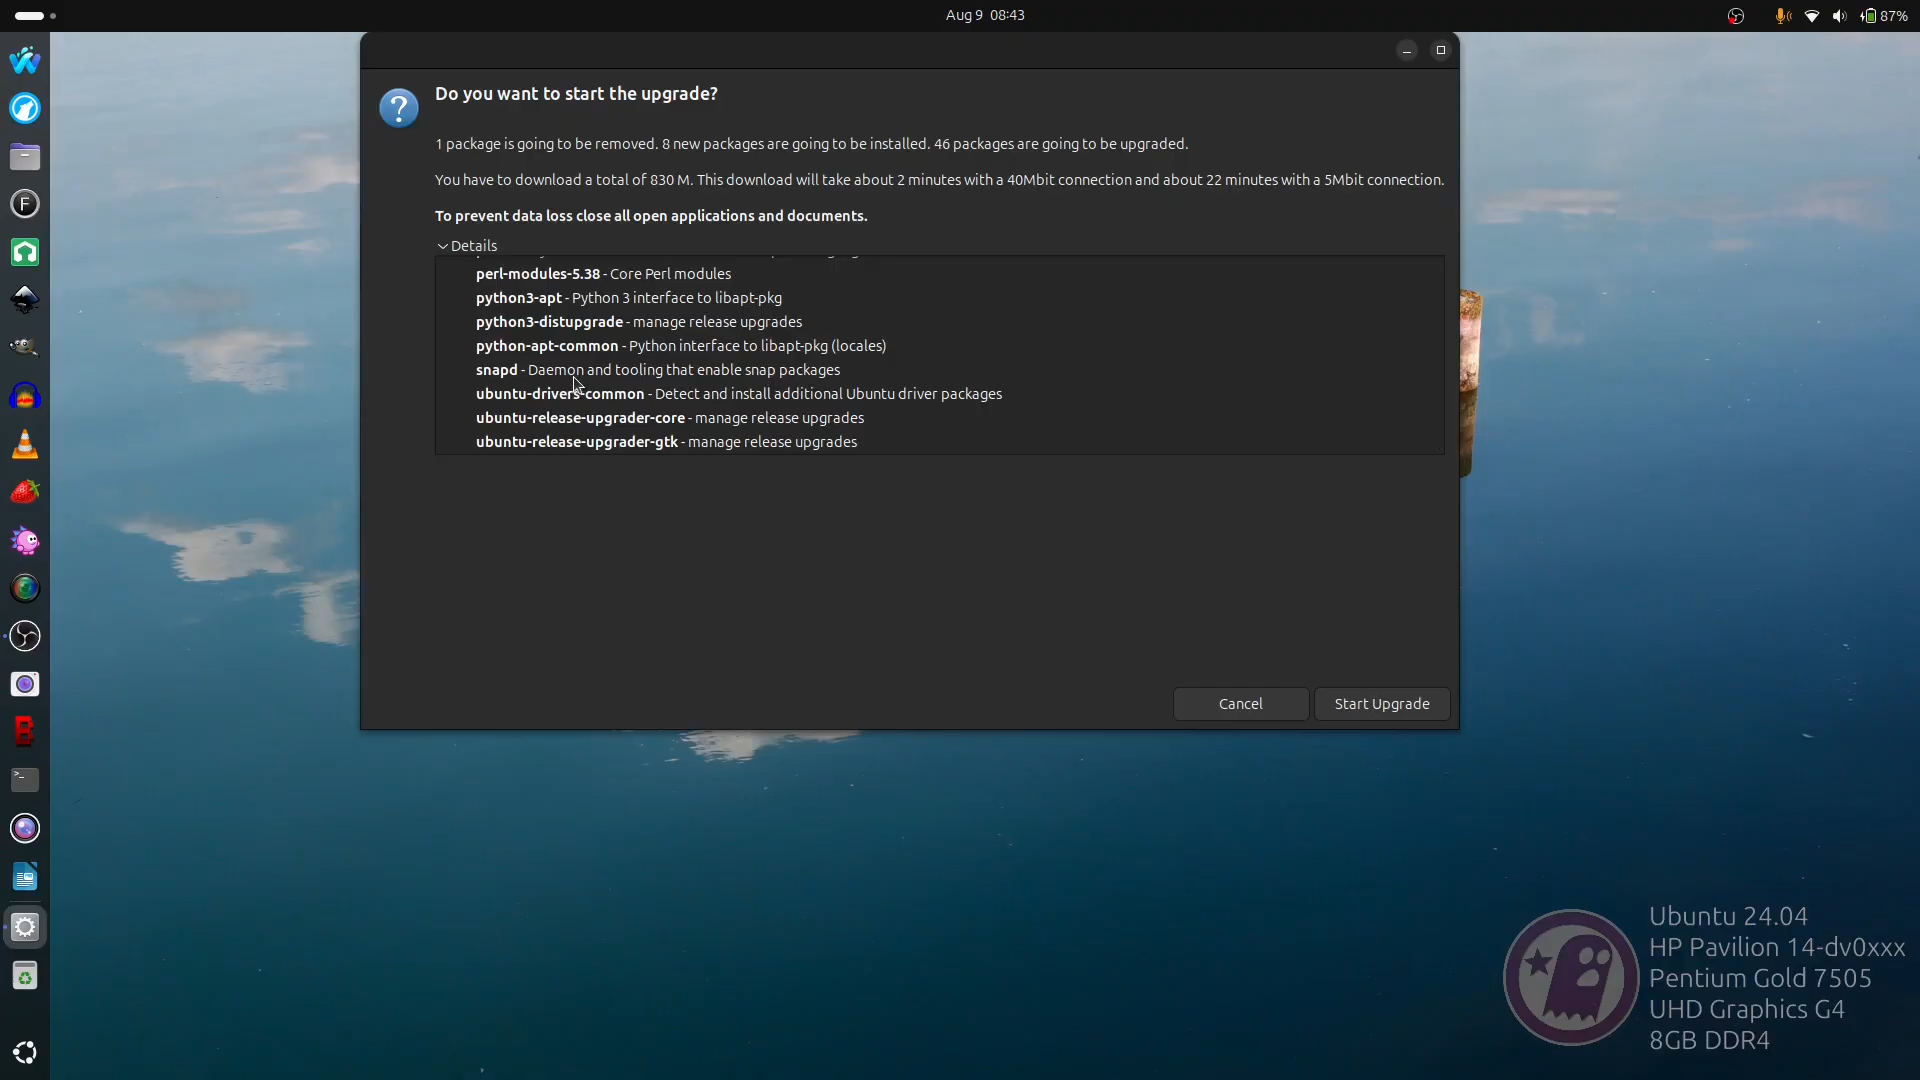 Aug 9 08:43
87%
Do you want to start the upgrade?
1 package is going to be removed. 8 new packages are going to be installed. 46 packages are going to be upgraded.
You have to download a total of 830 M. This download will take about 2 minutes with a 40Mbit connection and about 22 minutes with a 5Mbit connection.
To prevent data loss close all open applications and documents.
Details
perl-modules-5.38 - Core Perl modules
python3-apt - Python 3 interface to libapt-pkg
python3-distupgrade - manage release upgrades
python-apt-common - Python interface to libapt-pkg (locales)
snapd - Daemon and tooling that enable snap packages
ubuntu-drivers-common - Detect and install additional Ubuntu driver packages
ubuntu-release-upgrader-core - manage release upgrades
ubuntu-release-upgrader-gtk - manage release upgrades
Cancel
Start Upgrade
Ubuntu 24.04
HP Pavilion 14-dv0xxx
Pentium Gold 7505
UHD Graphics G4
8GB DDR4